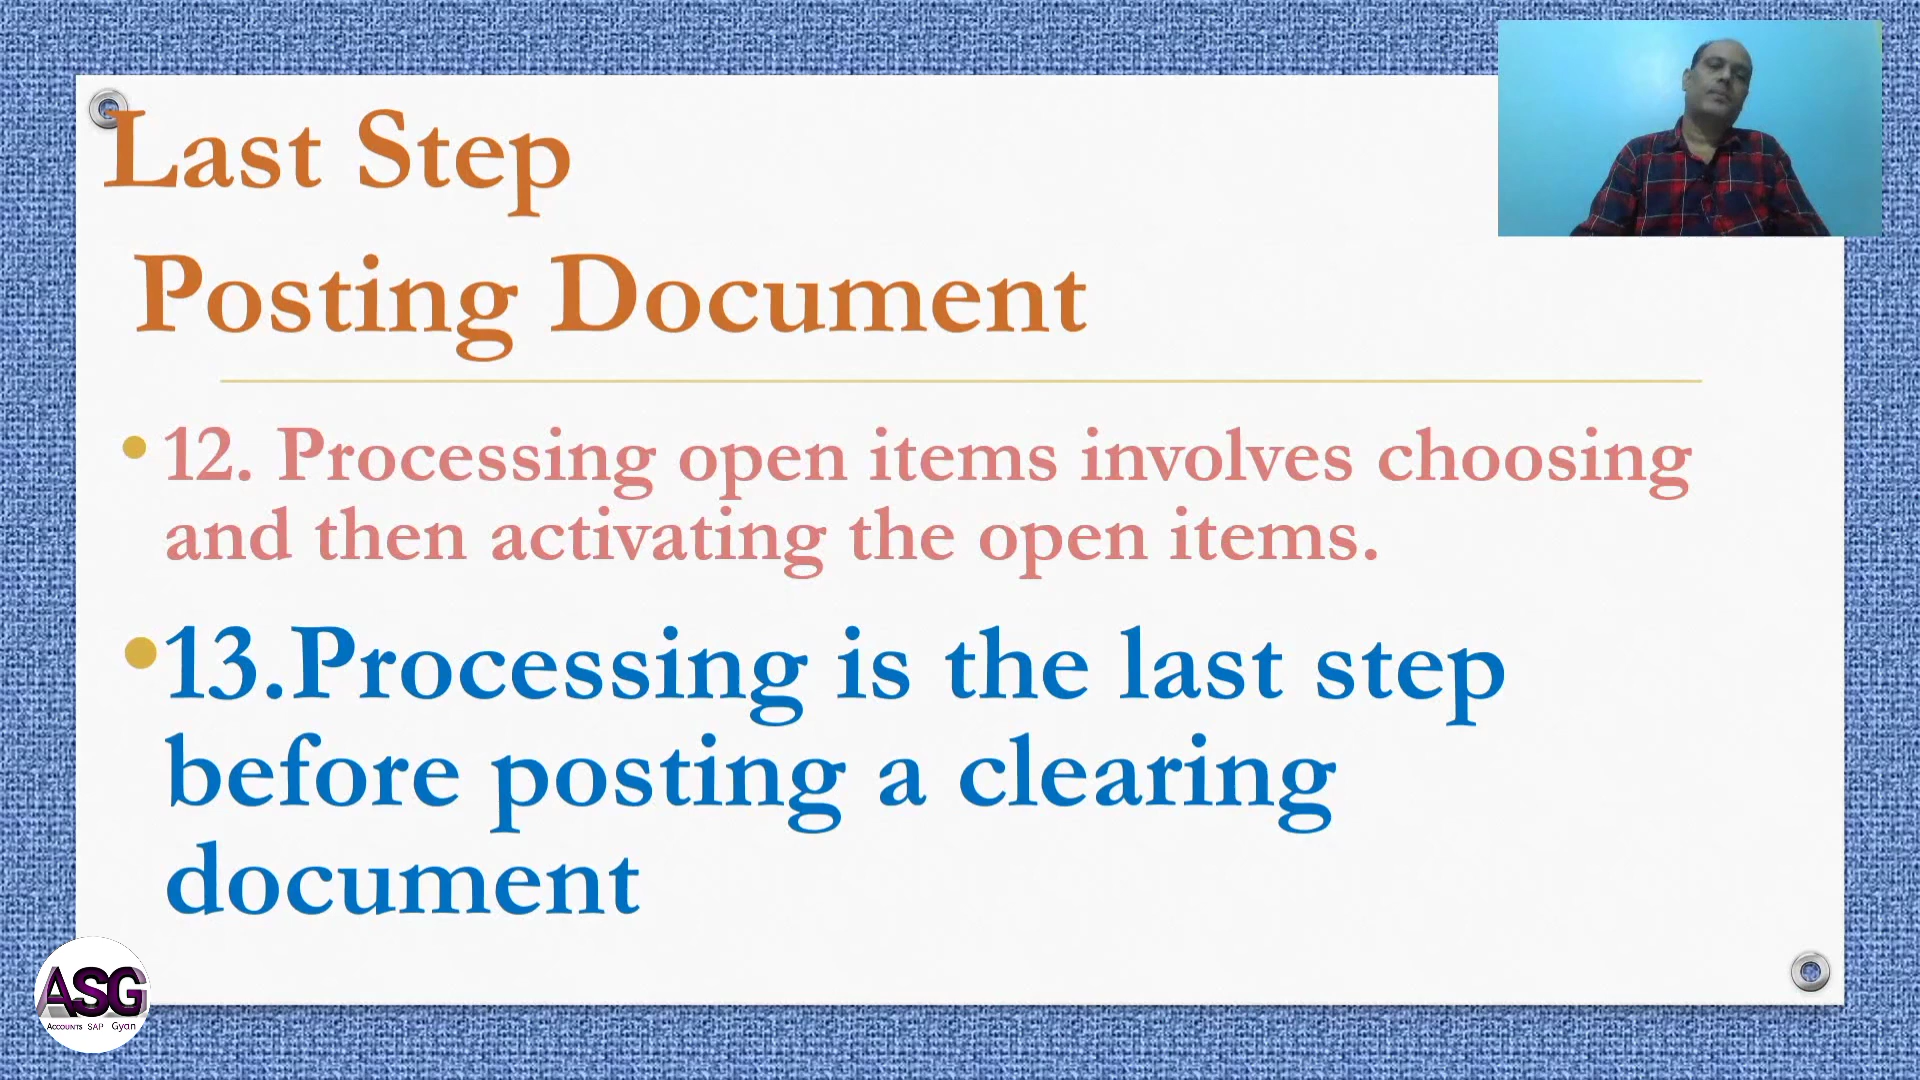 Last Step
Posting Document
• 12. Processing open items involves choosing
and then activating the open items.
•13.Processing is the last step
before posting a clearing
document
ASG
Accounts SAP Gyan